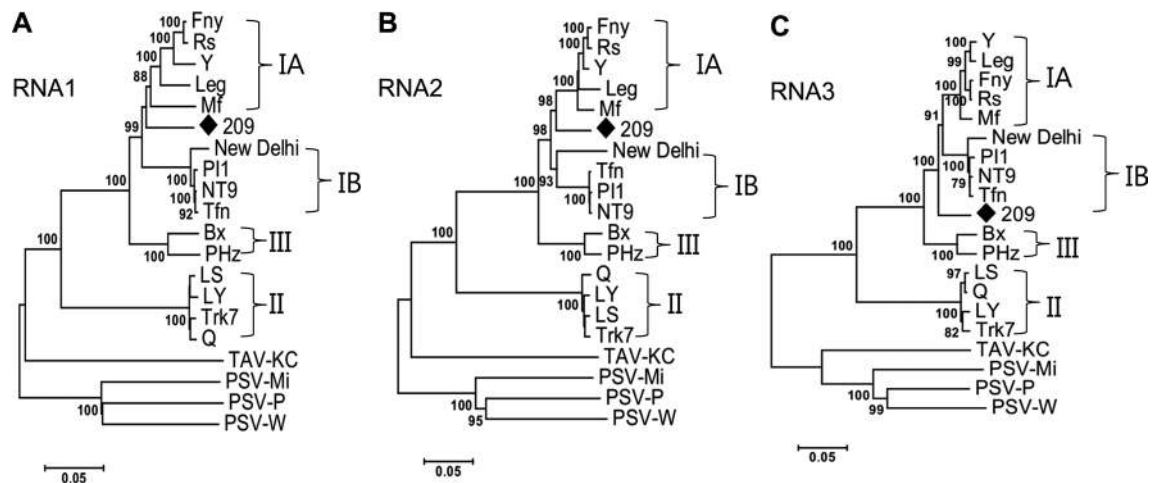 A
RNA1
100
Fny
100
Rs
100
Y
88
Leg
Mf
IA
99
209
New Delhi
100
Pl1
100
NT9
92
Tfn
IB
100
Bx
100
PHz
III
100
LS
LY
100
Trk7
Q
II
TAV-KC
PSV-Mi
100
PSV-P
PSV-W
0.05
B
RNA2
100
Fny
100
Rs
Y
100
Leg
98
Mf
IA
98
209
New Delhi
93
Tfn
100
Pl1
NT9
IB
100
Bx
100
PHz
III
100
Q
LY
100
LS
Trk7
II
TAV-KC
PSV-Mi
100
PSV-P
95
PSV-W
0.05
C
RNA3
100
Y
99
Leg
Fny
100
100
Rs
Mf
IA
91
New Delhi
100
Pl1
NT9
79
Tfn
IB
100
209
100
Bx
100
PHz
III
100
97
LS
Q
100
LY
82
Trk7
II
TAV-KC
PSV-Mi
100
PSV-P
99
PSV-W
0.05